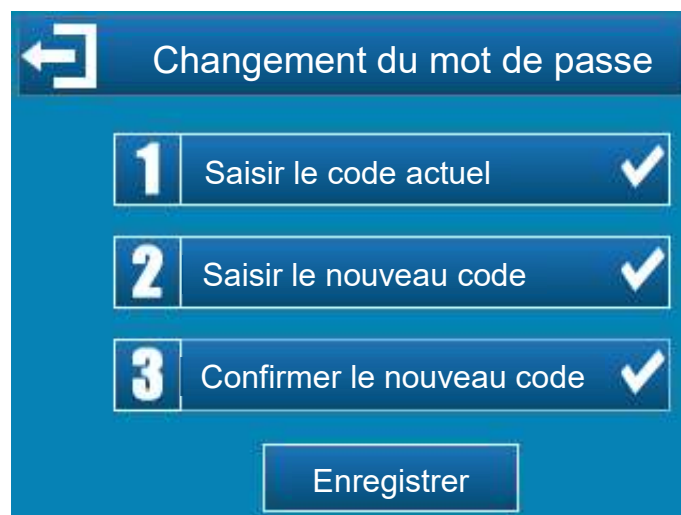 Changement du mot de passe
1 Saisir le code actuel
2 Saisir le nouveau code
3 Confirmer le nouveau code
Enregistrer